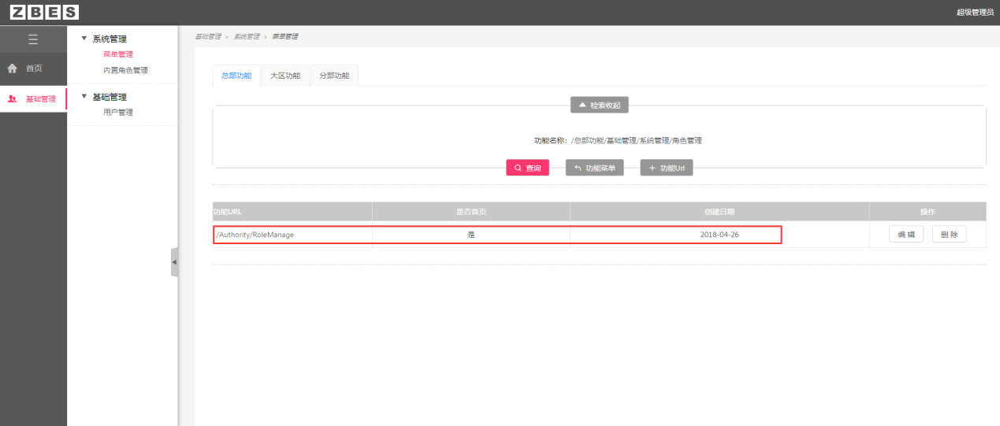 ZBES
超级管理员
首页
基础管理
系统管理
菜单管理
内置角色管理
基础管理
用户管理
基础管理 > 系统管理 > 菜单管理
总部功能 大区功能 分部功能
检索收起
功能名称: /总部功能/基础管理/系统管理/角色管理
查询 功能菜单 功能Url
功能URL 是否首页 创建日期 操作
/Authority/RoleManage 是 2018-04-26 编 辑 删 除